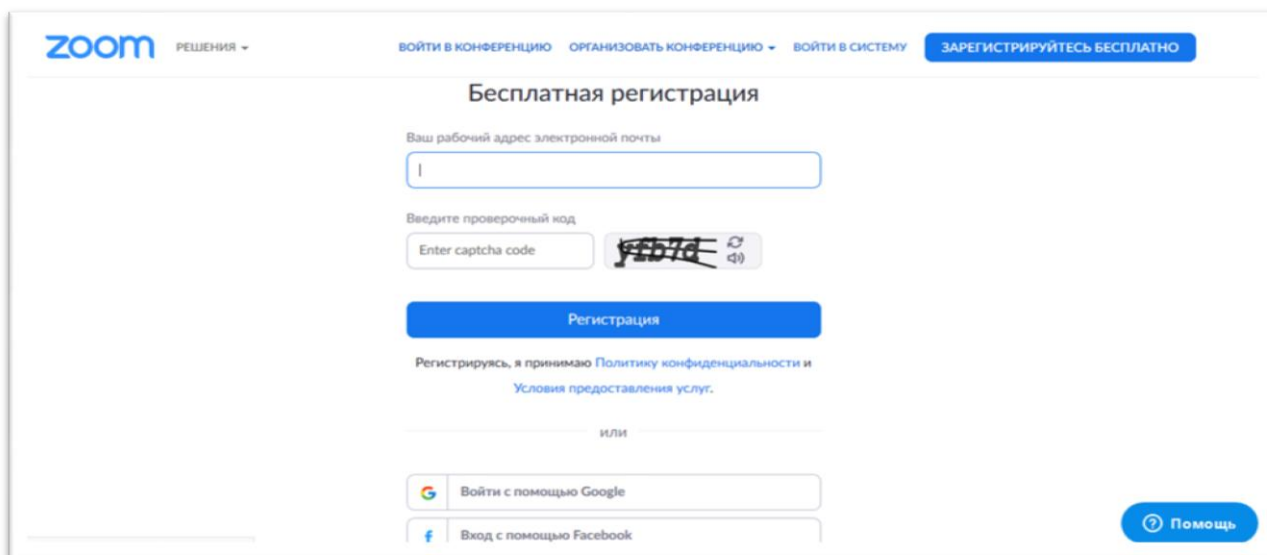 zoom РЕШЕНИЯ ВОЙТИ В КОНФЕРЕНЦИЮ ОРГАНИЗОВАТЬ КОНФЕРЕНЦИЮ ВОЙТИ В СИСТЕМУ ЗАРЕГИСТРИРУЙТЕСЬ БЕСПЛАТНО
Бесплатная регистрация
Ваш рабочий адрес электронной почты
Введите проверочный код
Enter captcha code
Регистрация
Регистрируясь, я принимаю Политику конфиденциальности и
Условия предоставления услуг.
или
Войти с помощью Google
Вход с помощью Facebook
Помощь